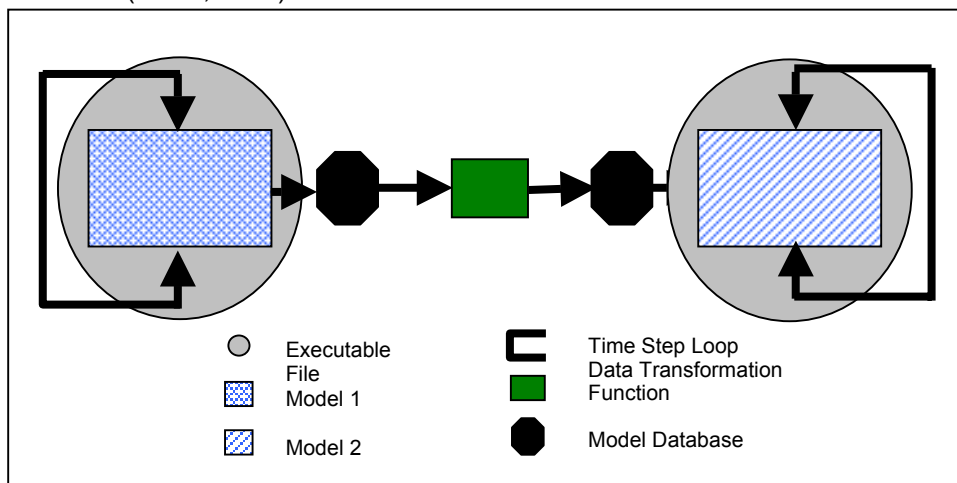 Executable
File
Model 1
Model 2
Time Step Loop
Data Transformation
Function
Model Database